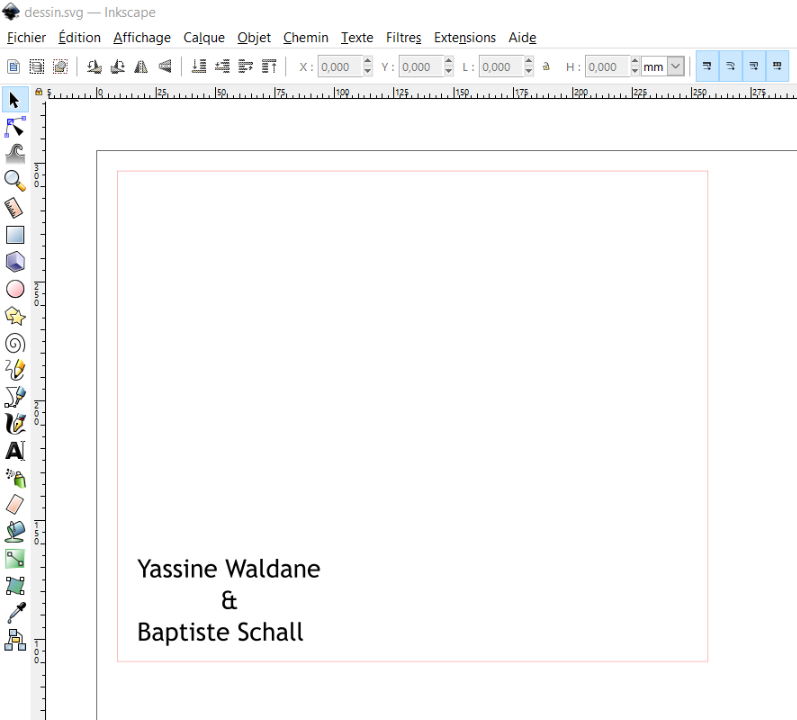 dessin.svg — Inkscape
Fichier Édition Affichage Calque Objet Chemin Texte Filtres Extensions Aide
X : 0,000 Y : 0,000 L : 0,000 H : 0,000 mm
0 25 50 75 100 125 150 175 200 225 250 275
300
250
200
150
Yassine Waldane
&
Baptiste Schall
100